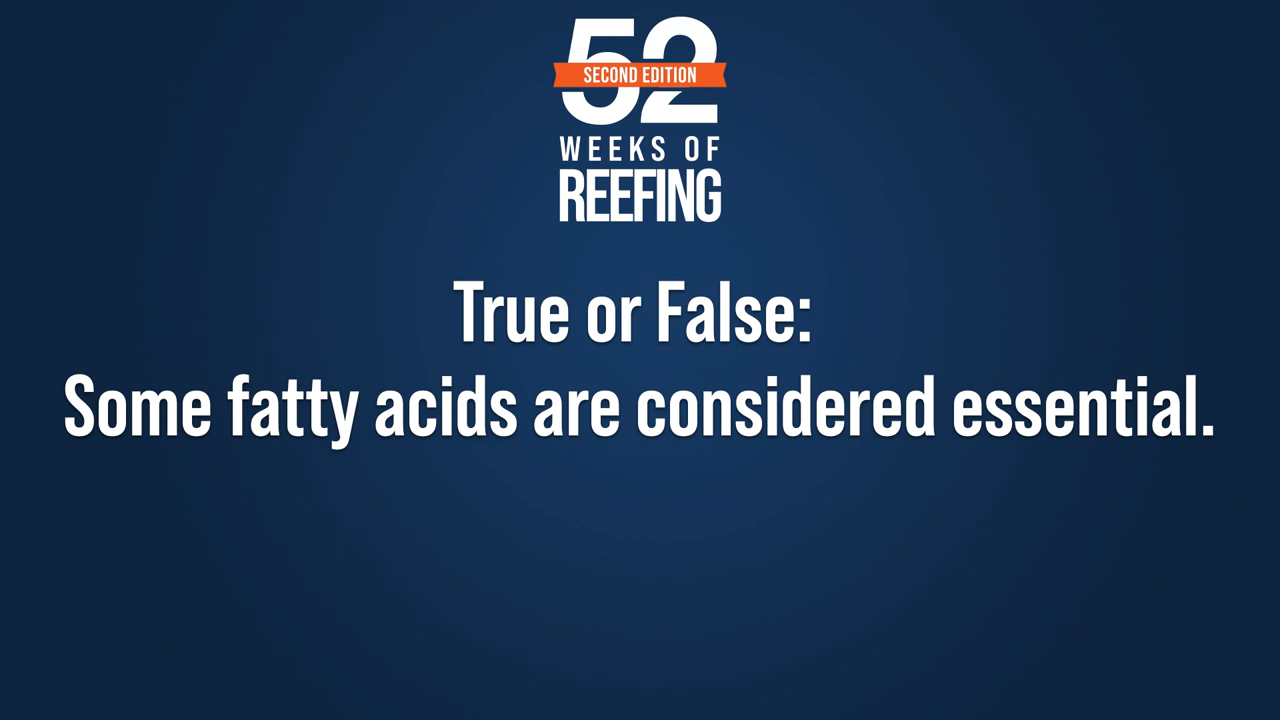 52
SECOND EDITION
WEEKS OF
REEFING
True or False:
Some fatty acids are considered essential.